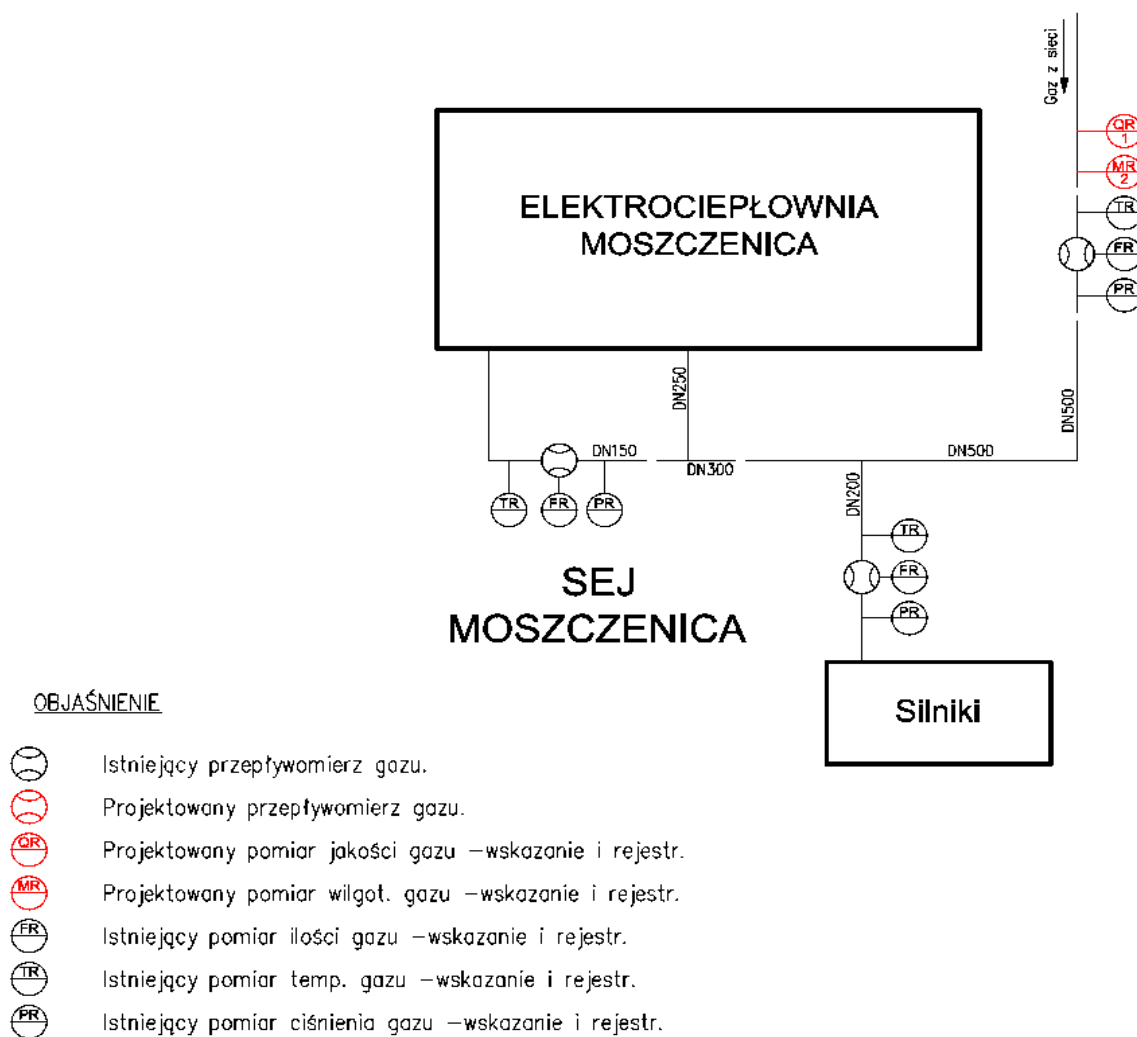 Gaz z sieci
QR
1
MR
2
TR
FR
PR
ELEKTROCIEPŁOWNIA
MOSZCZENICA
DN250
DN500
DN150
DN300
DN500
DN200
TR
FR
PR
TR
FR
PR
SEJ
MOSZCZENICA
Silniki
OBJAŚNIENIE
Istniejący przepływomierz gazu.
Projektowany przepływomierz gazu.
QR Projektowany pomiar jakości gazu –wskazanie i rejestr.
MR Projektowany pomiar wilgot. gazu –wskazanie i rejestr.
FR Istniejący pomiar ilości gazu –wskazanie i rejestr.
TR Istniejący pomiar temp. gazu –wskazanie i rejestr.
PR Istniejący pomiar ciśnienia gazu –wskazanie i rejestr.